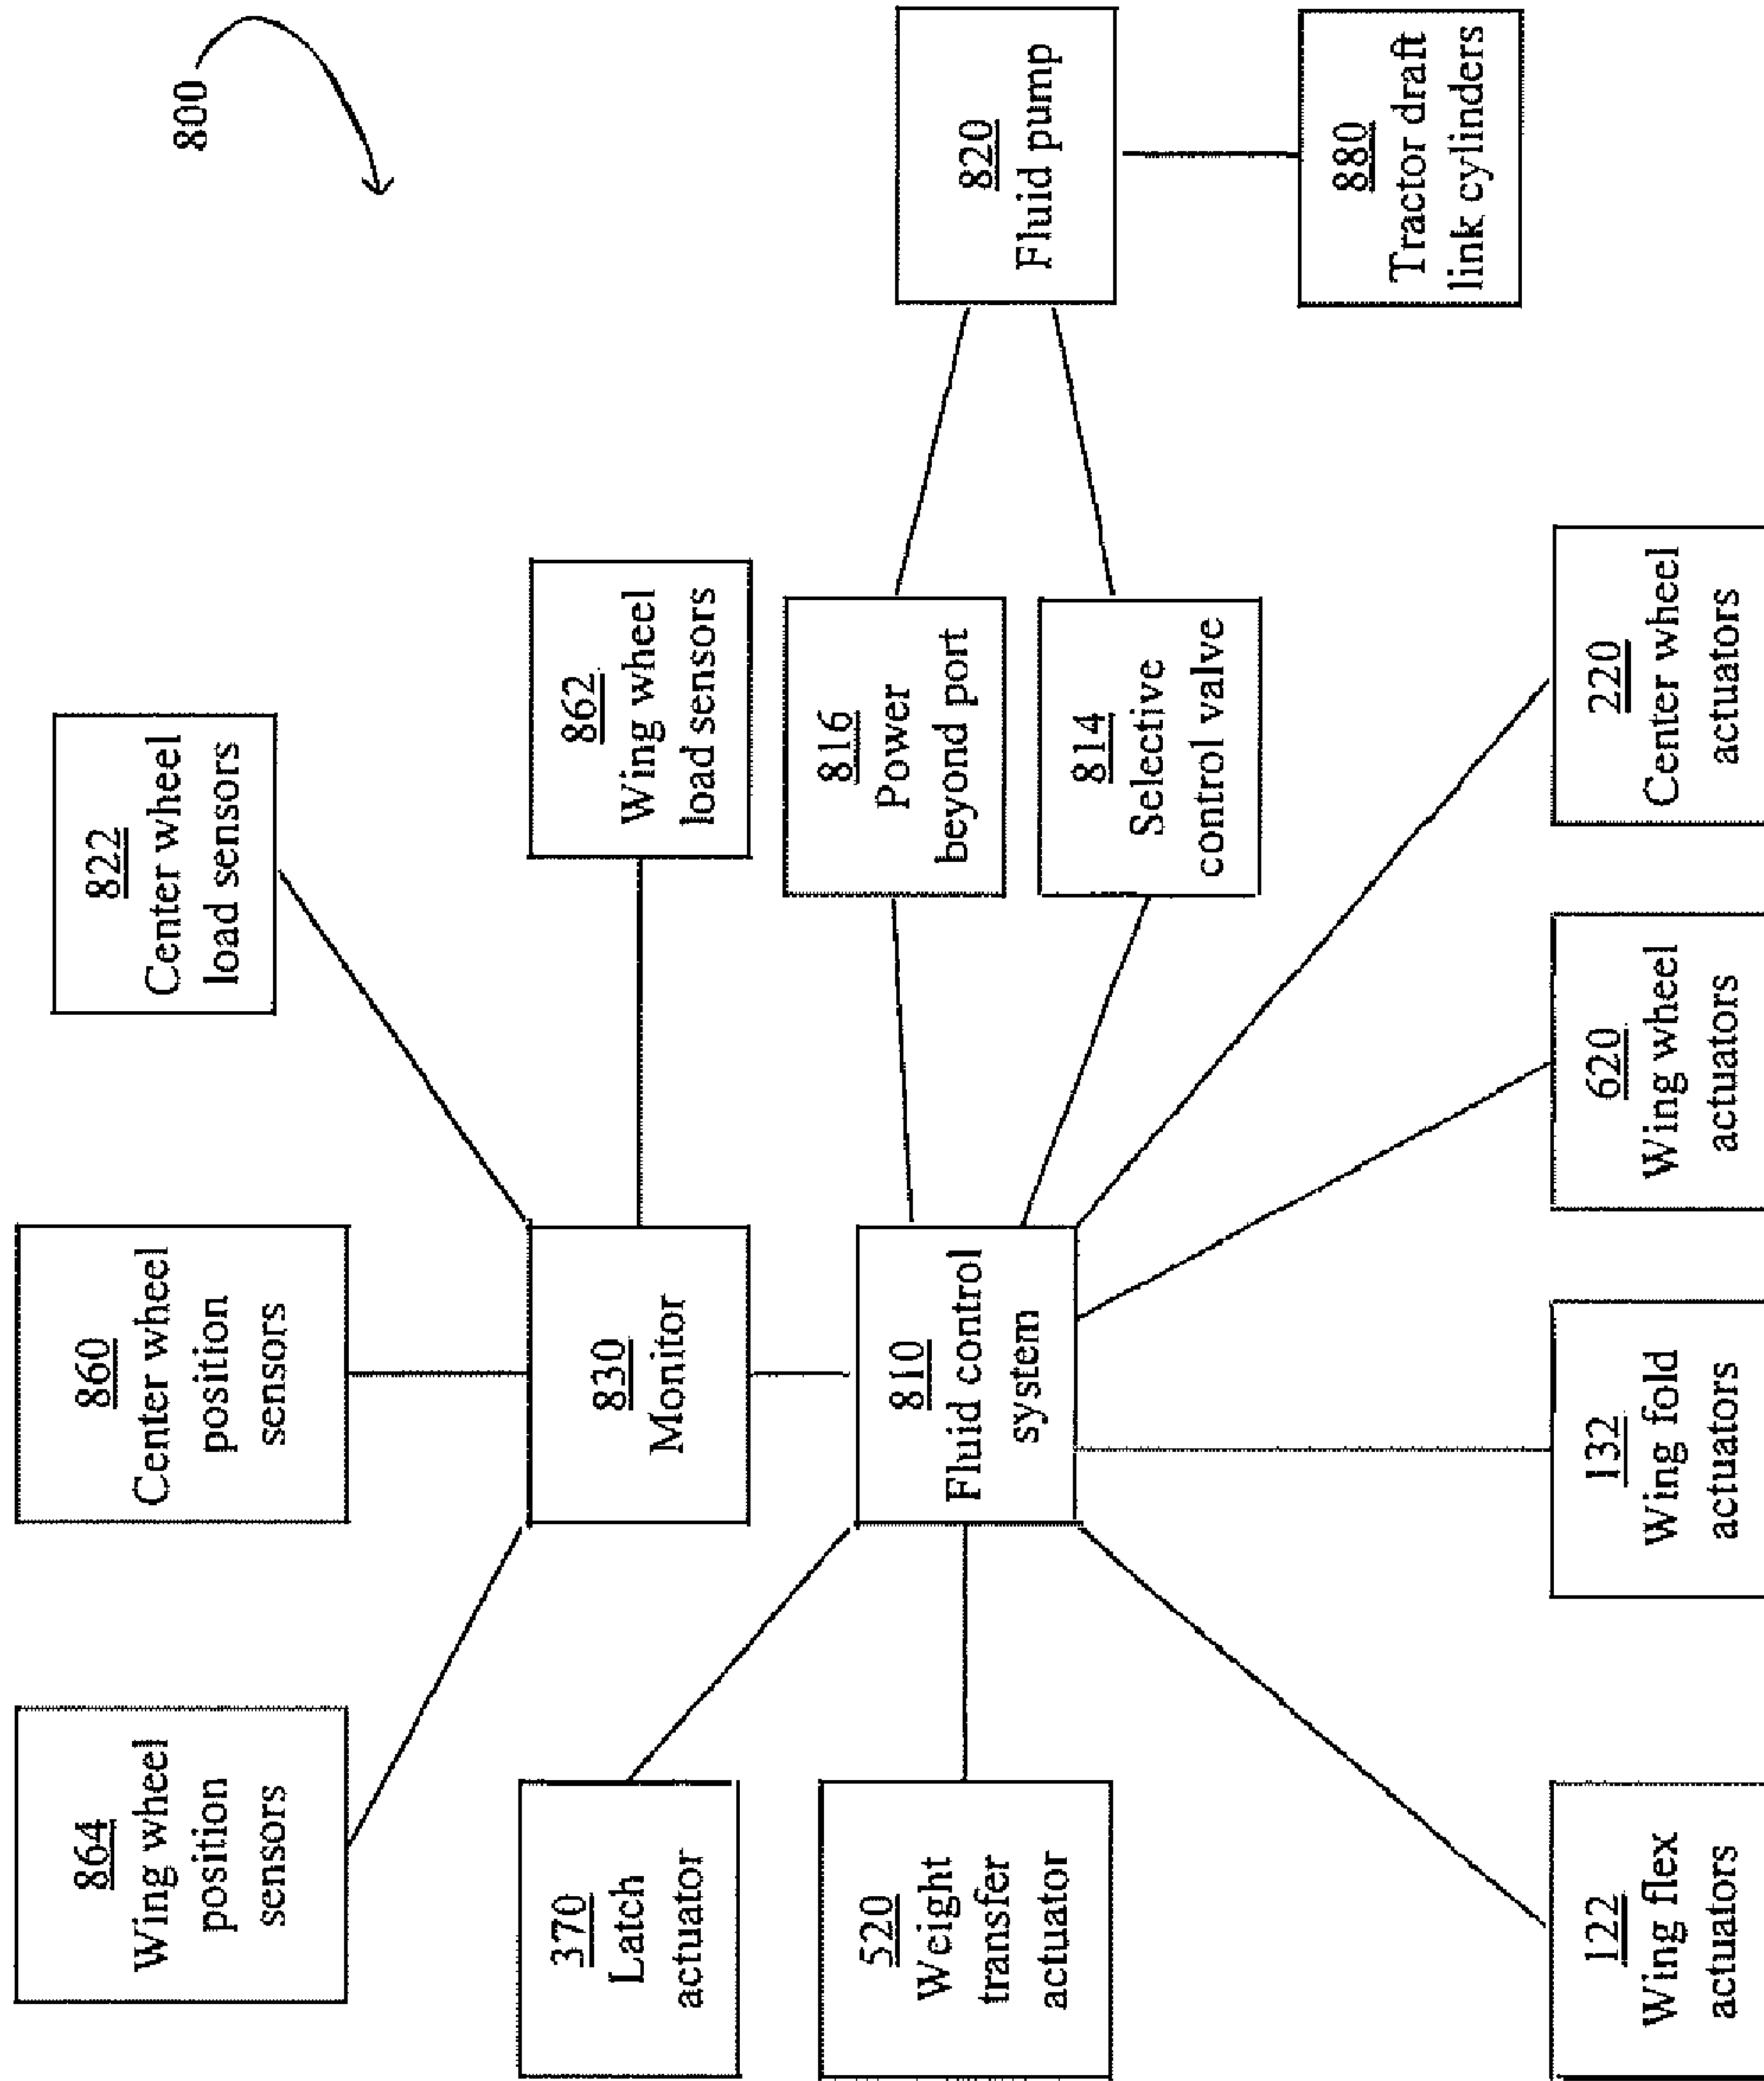 800
864
Wing wheel
position
sensors
860
Center wheel
position
sensors
822
Center wheel
load sensors
370
Latch
actuator
830
Monitor
862
Wing wheel
load sensors
520
Weight
transfer
actuator
810
Fluid control
system
816
Power
beyond port
820
Fluid pump
814
Selective
control valve
880
Tractor draft
link cylinders
122
Wing flex
actuators
132
Wing fold
actuators
620
Wing wheel
actuators
220
Center wheel
actuators